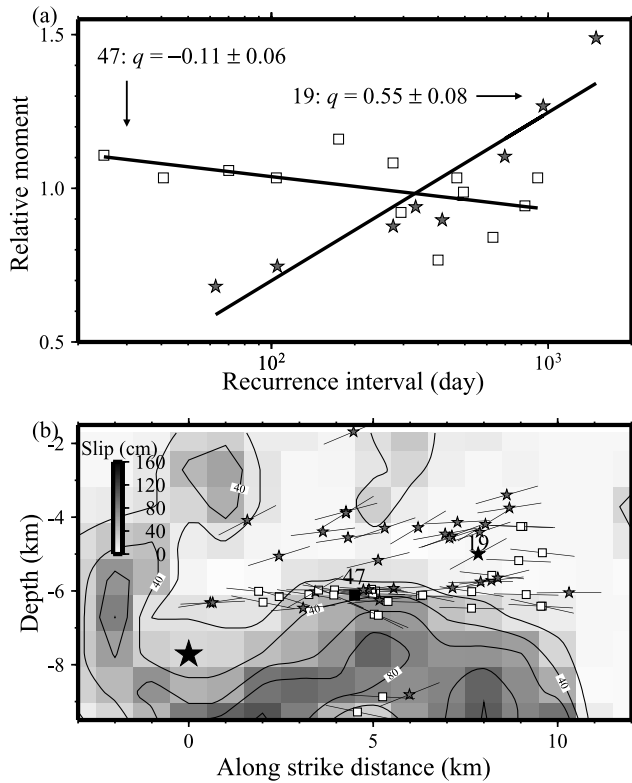 (a)
1.5
47: q = −0.11 ± 0.06
19: q = 0.55 ± 0.08
Relative moment
1.0
0.5
10²
10³
Recurrence interval (day)
(b)
-2
Slip (cm)
160
120
80
40
0
40
-4
19
Depth (km)
40
47
-6
40
-8
80
40
0
5
10
Along strike distance (km)